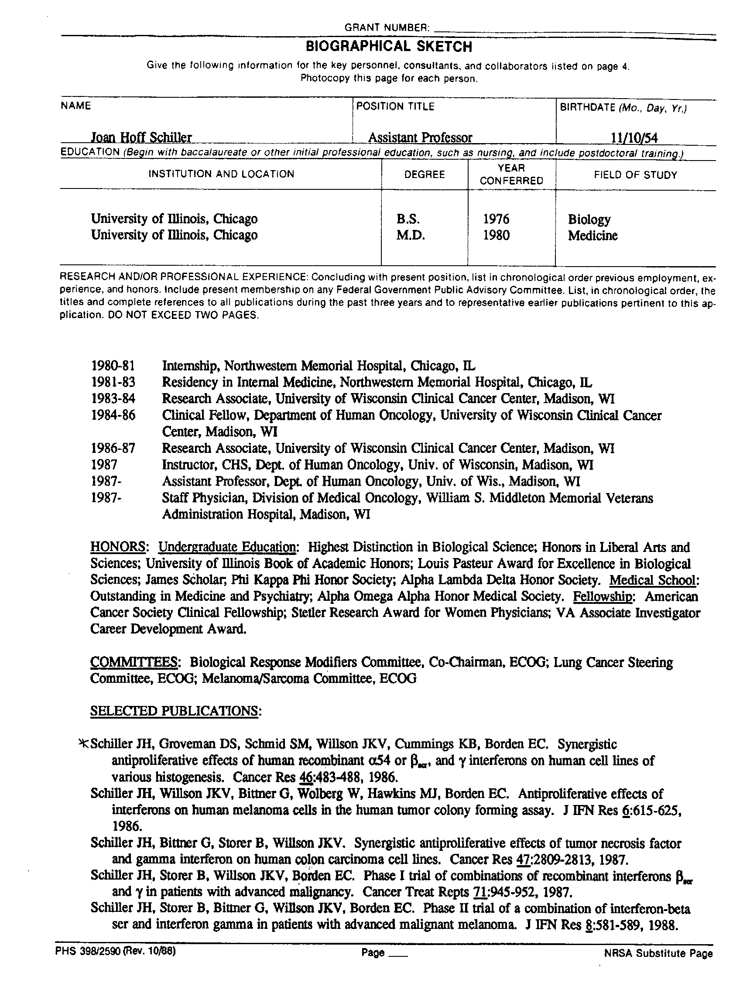 GRANT NUMBER:
BIOGRAPHICAL SKETCH
Give the following information for the key personnel, consultants, and collaborators listed on page 4.
Photocopy this page for each person.
NAME POSITION TITLE BIRTHDATE (Mo., Day, Yr.)
Joan Hoff Schiller Assistant Professor 11/10/54
EDUCATION (Begin with baccalaureate or other initial professional education, such as nursing, and include postdoctoral training.)
INSTITUTION AND LOCATION DEGREE YEAR CONFERRED FIELD OF STUDY
University of Illinois, Chicago B.S. 1976 Biology
University of Illinois, Chicago M.D. 1980 Medicine
RESEARCH AND/OR PROFESSIONAL EXPERIENCE: Concluding with present position, list in chronological order previous employment, ex-
perience, and honors. Include present membership on any Federal Government Public Advisory Committee. List, in chronological order, the
titles and complete references to all publications during the past three years and to representative earlier publications pertinent to this ap-
plication. DO NOT EXCEED TWO PAGES.
1980-81 Internship, Northwestern Memorial Hospital, Chicago, IL
1981-83 Residency in Internal Medicine, Northwestern Memorial Hospital, Chicago, IL
1983-84 Research Associate, University of Wisconsin Clinical Cancer Center, Madison, WI
1984-86 Clinical Fellow, Department of Human Oncology, University of Wisconsin Clinical Cancer
Center, Madison, WI
1986-87 Research Associate, University of Wisconsin Clinical Cancer Center, Madison, WI
1987 Instructor, CHS, Dept. of Human Oncology, Univ. of Wisconsin, Madison, WI
1987- Assistant Professor, Dept. of Human Oncology, Univ. of Wis., Madison, WI
1987- Staff Physician, Division of Medical Oncology, William S. Middleton Memorial Veterans
Administration Hospital, Madison, WI
HONORS: Undergraduate Education: Highest Distinction in Biological Science; Honors in Liberal Arts and
Sciences; University of Illinois Book of Academic Honors; Louis Pasteur Award for Excellence in Biological
Sciences; James Scholar; Phi Kappa Phi Honor Society; Alpha Lambda Delta Honor Society. Medical School:
Outstanding in Medicine and Psychiatry; Alpha Omega Alpha Honor Medical Society. Fellowship: American
Cancer Society Clinical Fellowship; Stetler Research Award for Women Physicians; VA Associate Investigator
Career Development Award.
COMMITTEES: Biological Response Modifiers Committee, Co-Chairman, ECOG; Lung Cancer Steering
Committee, ECOG; Melanoma/Sarcoma Committee, ECOG
SELECTED PUBLICATIONS:
*Schiller JH, Groveman DS, Schmid SM, Willson JKV, Cummings KB, Borden EC. Synergistic
antiproliferative effects of human recombinant α54 or βser, and γ interferons on human cell lines of
various histogenesis. Cancer Res 46:483-488, 1986.
Schiller JH, Willson JKV, Bittner G, Wolberg W, Hawkins MJ, Borden EC. Antiproliferative effects of
interferons on human melanoma cells in the human tumor colony forming assay. J IFN Res 6:615-625,
1986.
Schiller JH, Bittner G, Storer B, Willson JKV. Synergistic antiproliferative effects of tumor necrosis factor
and gamma interferon on human colon carcinoma cell lines. Cancer Res 47:2809-2813, 1987.
Schiller JH, Storer B, Willson JKV, Borden EC. Phase I trial of combinations of recombinant interferons βser
and γ in patients with advanced malignancy. Cancer Treat Repts 71:945-952, 1987.
Schiller JH, Storer B, Bittner G, Willson JKV, Borden EC. Phase II trial of a combination of interferon-beta
ser and interferon gamma in patients with advanced malignant melanoma. J IFN Res 8:581-589, 1988.
PHS 398/2590 (Rev. 10/88) Page NRSA Substitute Page